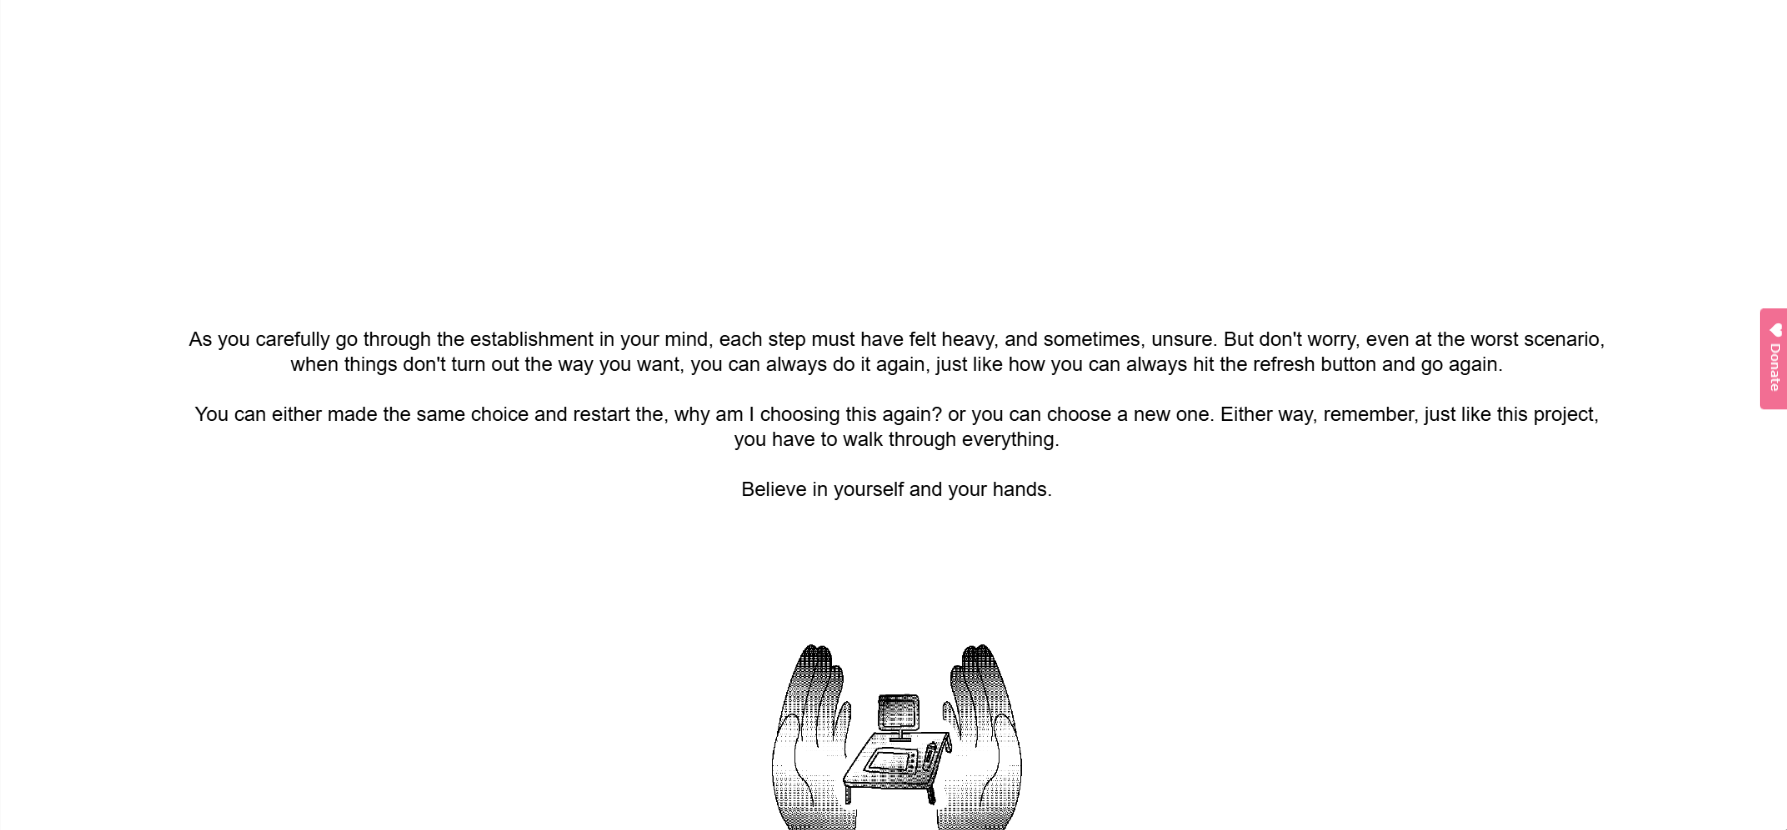 As you carefully go through the establishment in your mind, each step must have felt heavy, and sometimes, unsure. But don't worry, even at the worst scenario,
when things don't turn out the way you want, you can always do it again, just like how you can always hit the refresh button and go again.
You can either made the same choice and restart the, why am I choosing this again? or you can choose a new one. Either way, remember, just like this project,
you have to walk through everything.
Believe in yourself and your hands.
Donate